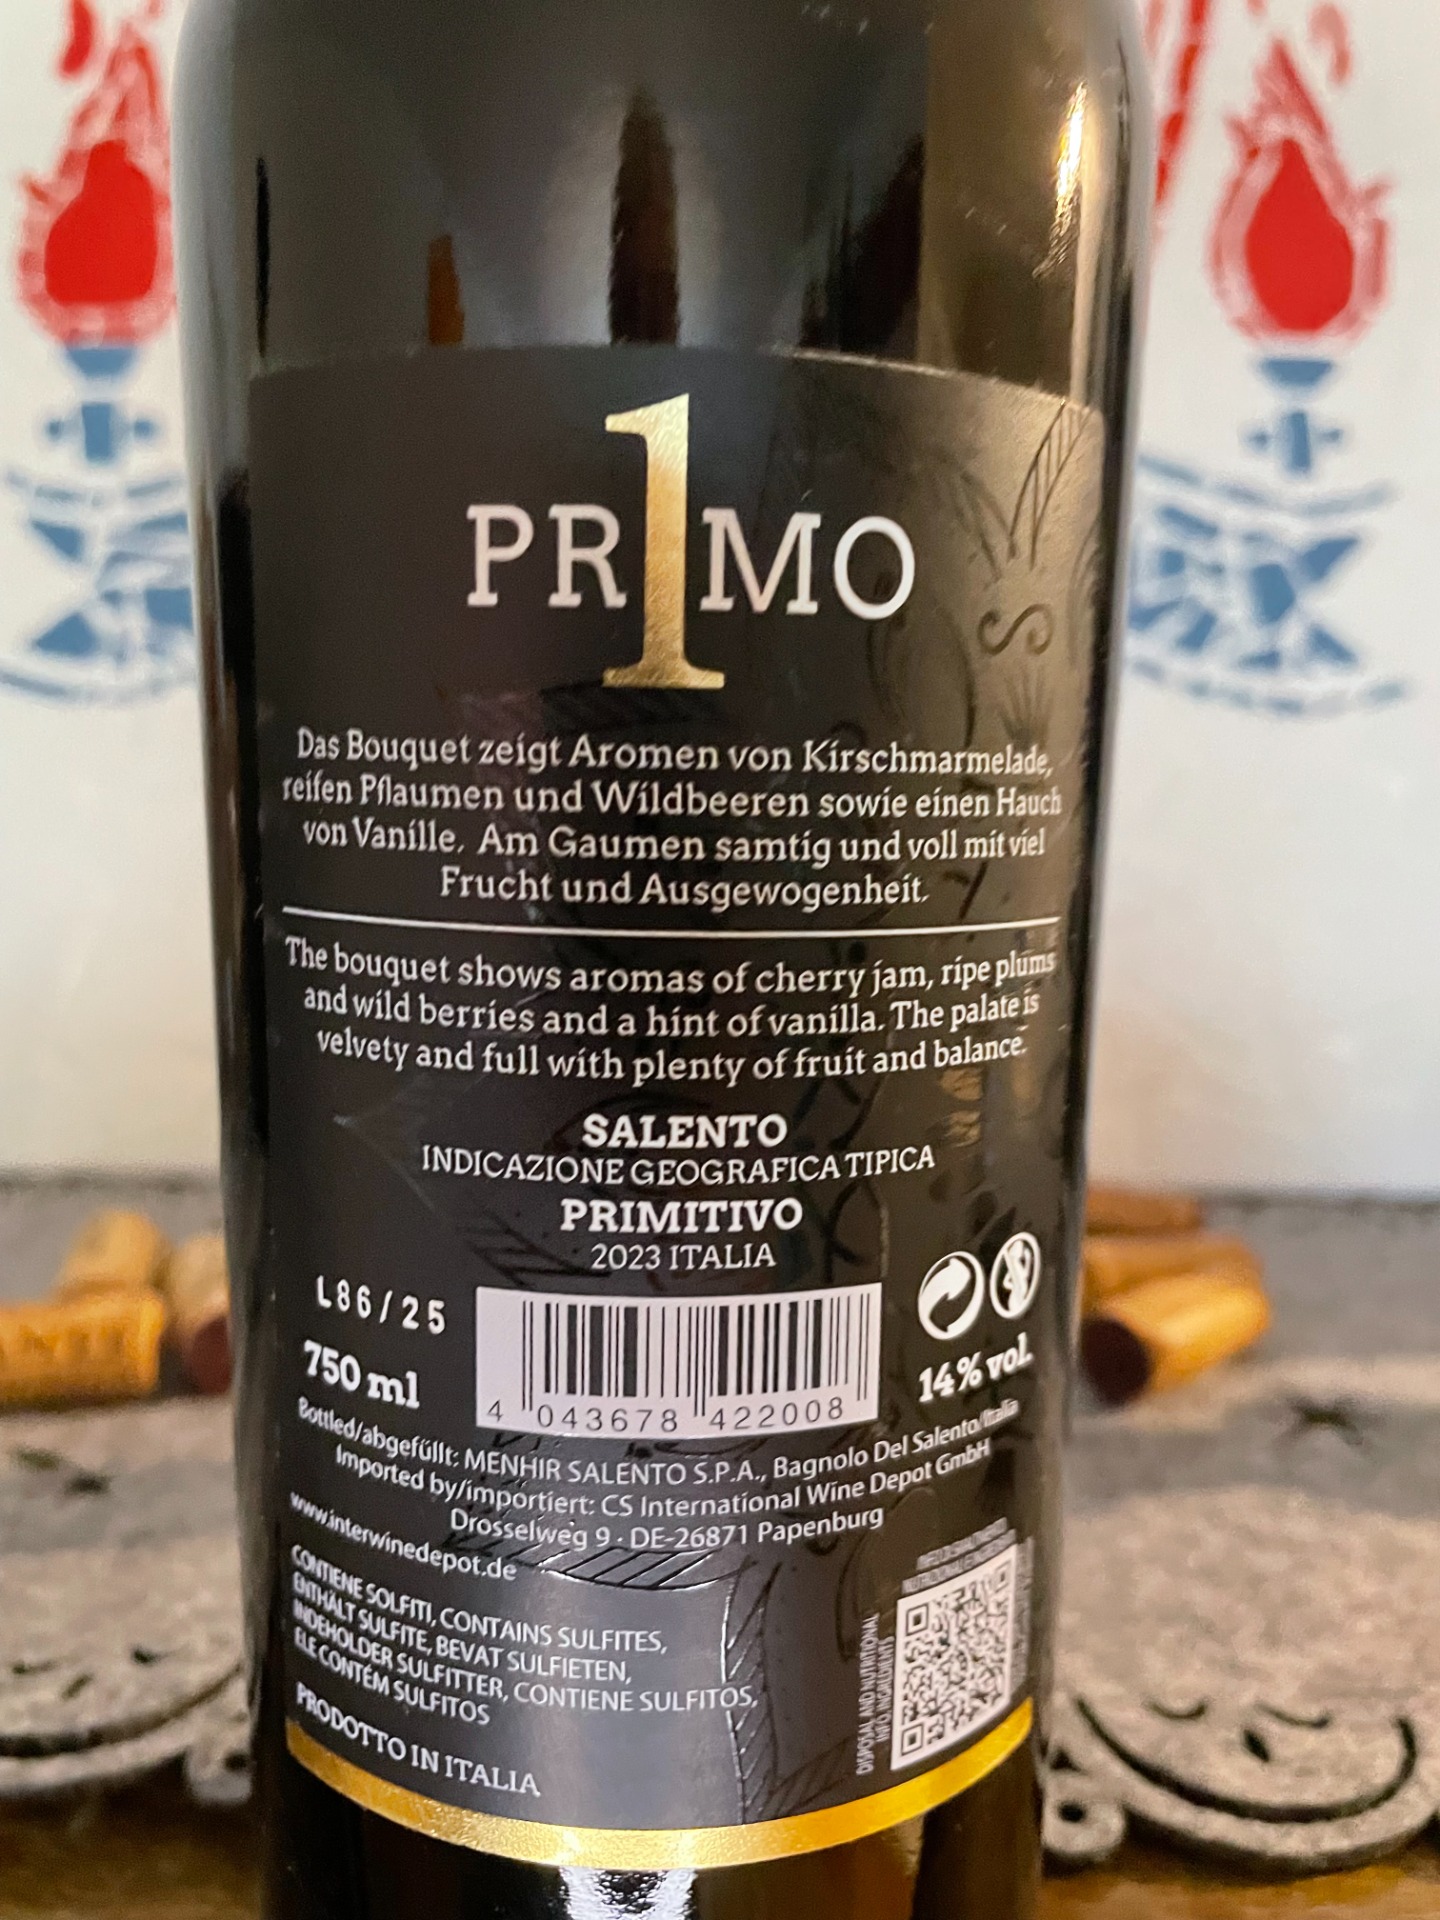 PR1MO
Das Bouquet zeigt Aromen von Kirschmarmelade,
reifen Pflaumen und Wildbeeren sowie einen Hauch
von Vanille. Am Gaumen samtig und voll mit viel
Frucht und Ausgewogenheit.
The bouquet shows aromas of cherry jam, ripe plums
and wild berries and a hint of vanilla. The palate is
velvety and full with plenty of fruit and balance.
SALENTO
INDICAZIONE GEOGRAFICA TIPICA
PRIMITIVO
2023 ITALIA
L86/25
750 ml
4 043678 422008
14% vol.
Bottled/abgefüllt: MENHIR SALENTO S.P.A., Bagnolo Del Salento/Italia
Imported by/importiert: CS International Wine Depot GmbH
Drosselweg 9 · DE-26871 Papenburg
www.interwinedepot.de
CONTIENE SOLFITI, CONTAINS SULFITES,
ENTHÄLT SULFITE, BEVAT SULFIETEN,
INDEHOLDER SULFITTER, CONTIENE SULFITOS,
ELE CONTÉM SULFITOS
PRODOTTO IN ITALIA
DISPOSAL AND NUTRITIONAL
INFO, INGREDIENTS